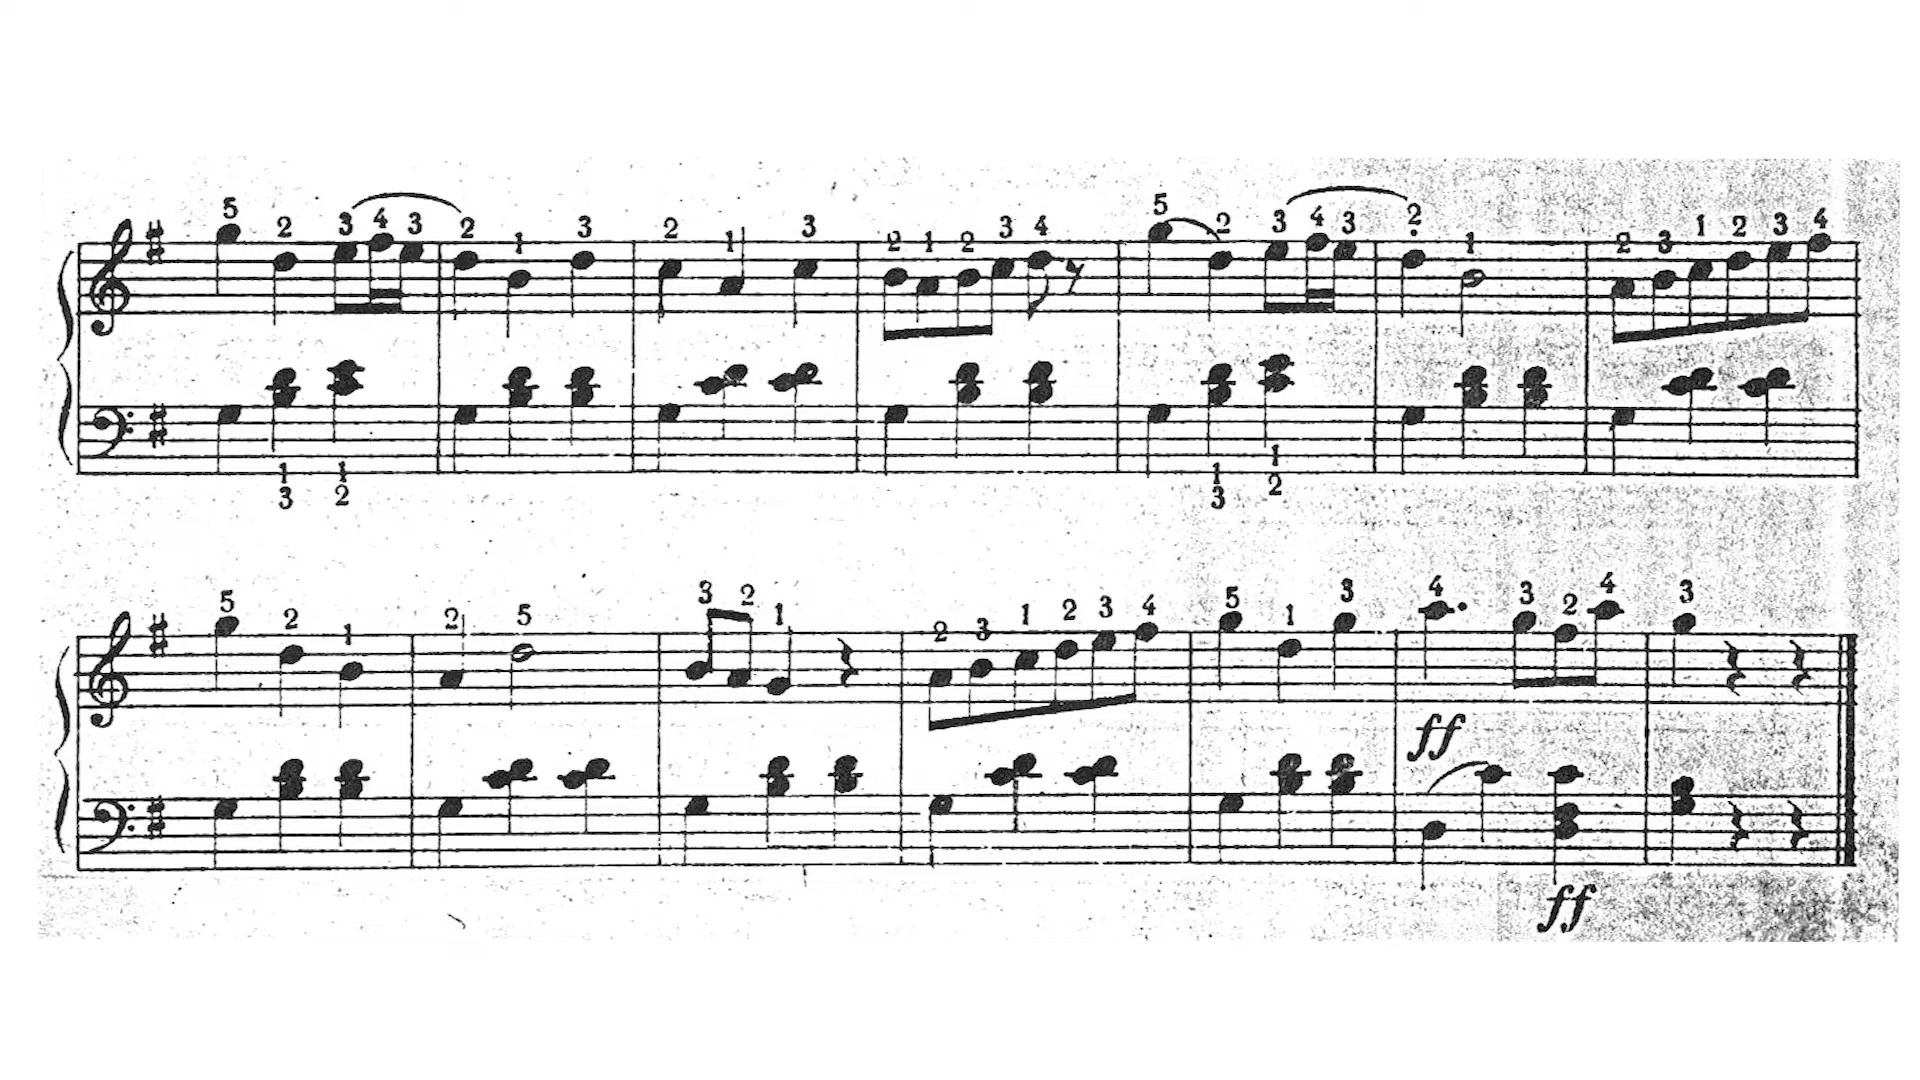 5 2 3 4 3 2 1 3 2 1 3 2 1 2 3 4 5 2 3 4 3 2 1 2 3 1 2 3 4
1 1 1 1
3 2 3 2
5 2 1 2 5 3 2 1 2 3 1 2 3 4 5 1 3 4 3 2 4 3
ff
ff